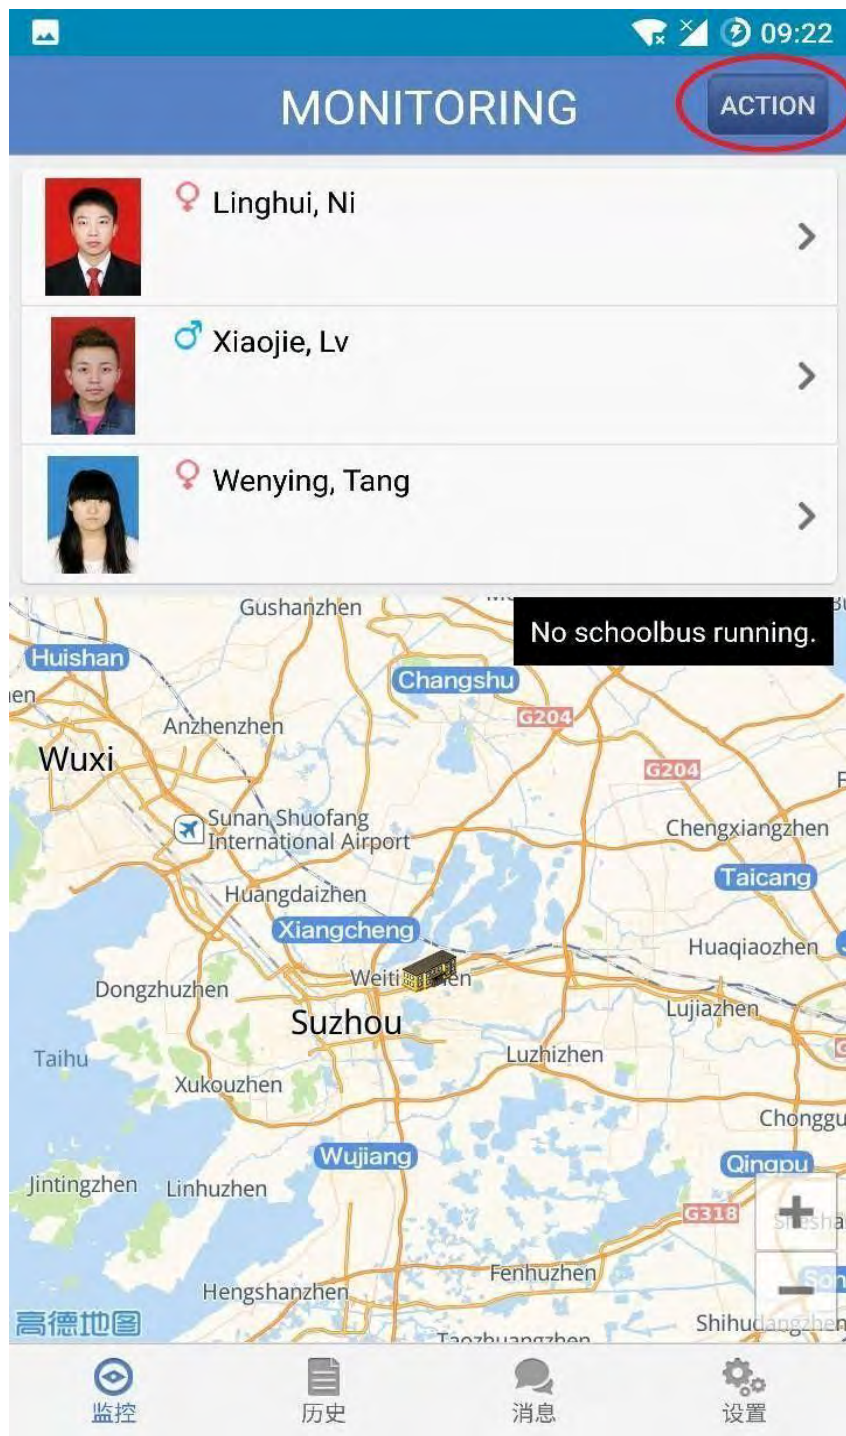 09:22
MONITORING
ACTION
Linghui, Ni
Xiaojie, Lv
Wenying, Tang
No schoolbus running.
Gushanzhen
Huishan
Changshu
G204
Anzhenzhen
Wuxi
G204
Sunan Shuofang
International Airport
Chengxiangzhen
Huangdaizhen
Taicang
Xiangcheng
Huaqiaozhen
Dongzhuzhen
Suzhou
Lujiazhen
Taihu
Luzhizhen
Xukouzhen
Wujiang
Qingpu
Jintingzhen
Linhuzhen
G318
Fenhuzhen
Hengshanzhen
高德地图
Shihudangzhen
Taozhuangzhen
监控
历史
消息
设置